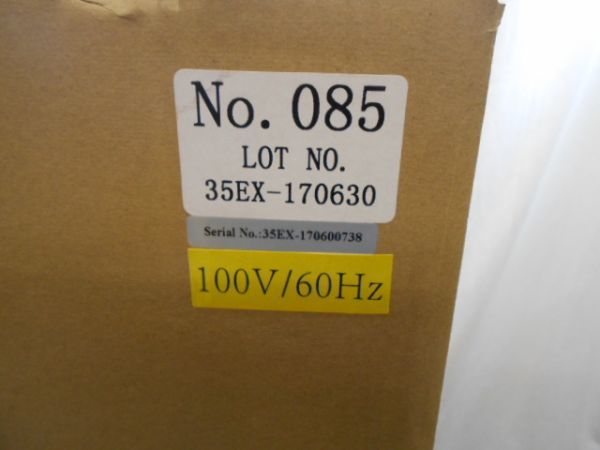 No. 085
LOT NO.
35EX-170630
Serial No.:35EX-170600738
100V/60Hz